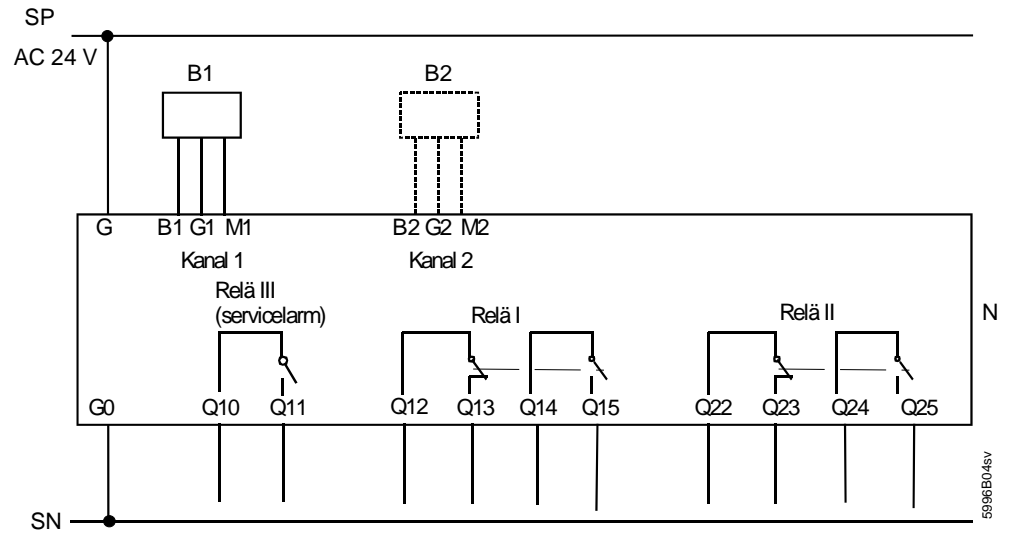 SP
AC 24 V
B1
B2
G B1 G1 M1 B2 G2 M2
Kanal 1 Kanal 2
Relä III
(servicelarm)
Relä I
Relä II
N
G0 Q10 Q11 Q12 Q13 Q14 Q15 Q22 Q23 Q24 Q25
5996B04sv
SN